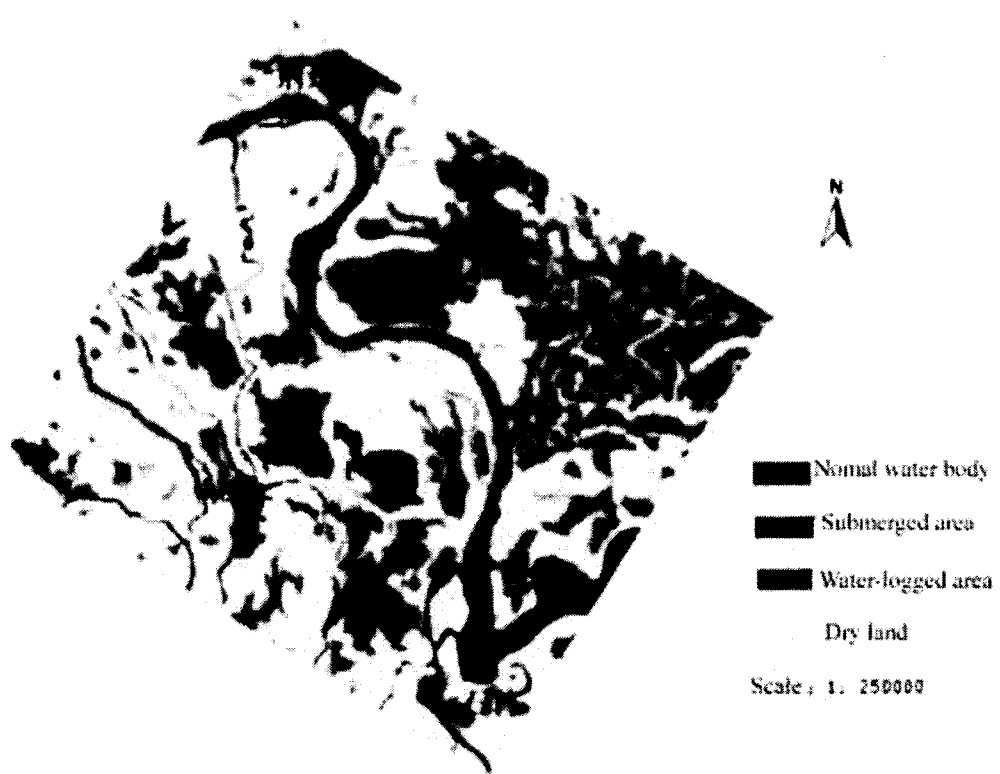 N
Nomal water body
Submerged area
Water-logged area
Dry land
Scale: 1: 250000